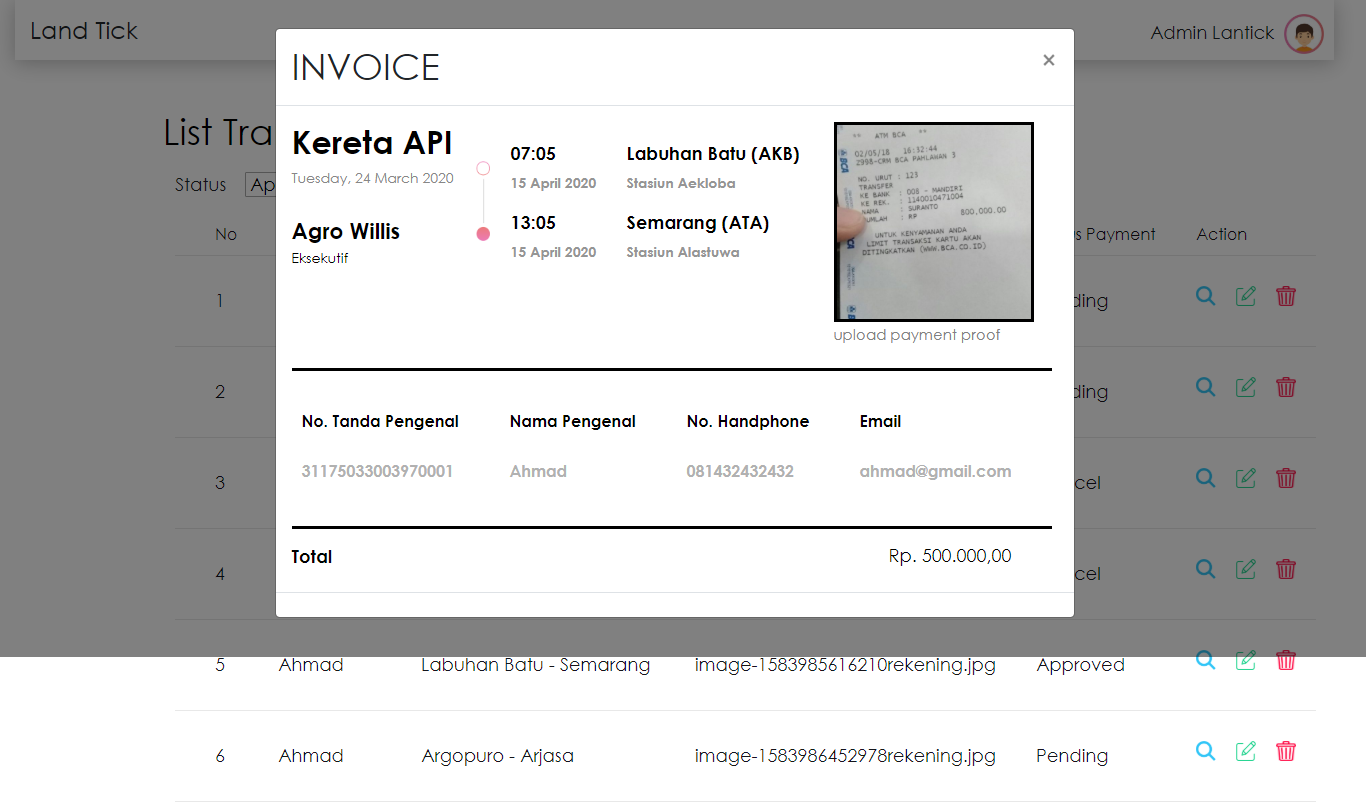 Land Tick
Admin Lantick
INVOICE
×
List Tra
Status Ap
No
s Payment Action
Kereta API
Tuesday, 24 March 2020
Agro Willis
Eksekutif
07:05 Labuhan Batu (AKB)
15 April 2020 Stasiun Aekloba
13:05 Semarang (ATA)
15 April 2020 Stasiun Alastuwa
** ATM BCA **
02/05/18 16:32:44
2998-CRM BCA PAHLAWAN 3
NO. URUT : 123
TRANSFER
KE BANK : 008 - MANDIRI
KE REK. : 1140010471004
NAMA : SURANTO
JUMLAH : RP 800,000.00
UNTUK KENYAMANAN ANDA
LIMIT TRANSAKSI KARTU AKAN
DITINGKATKAN (WWW.BCA.CO.ID)
BCA
BCA
upload payment proof
No. Tanda Pengenal Nama Pengenal No. Handphone Email
31175033003970001 Ahmad 081432432432 ahmad@gmail.com
Total Rp. 500.000,00
1 ding
2 ding
3 cel
4 cel
5 Ahmad Labuhan Batu - Semarang image-1583985616210rekening.jpg Approved
6 Ahmad Argopuro - Arjasa image-1583986452978rekening.jpg Pending